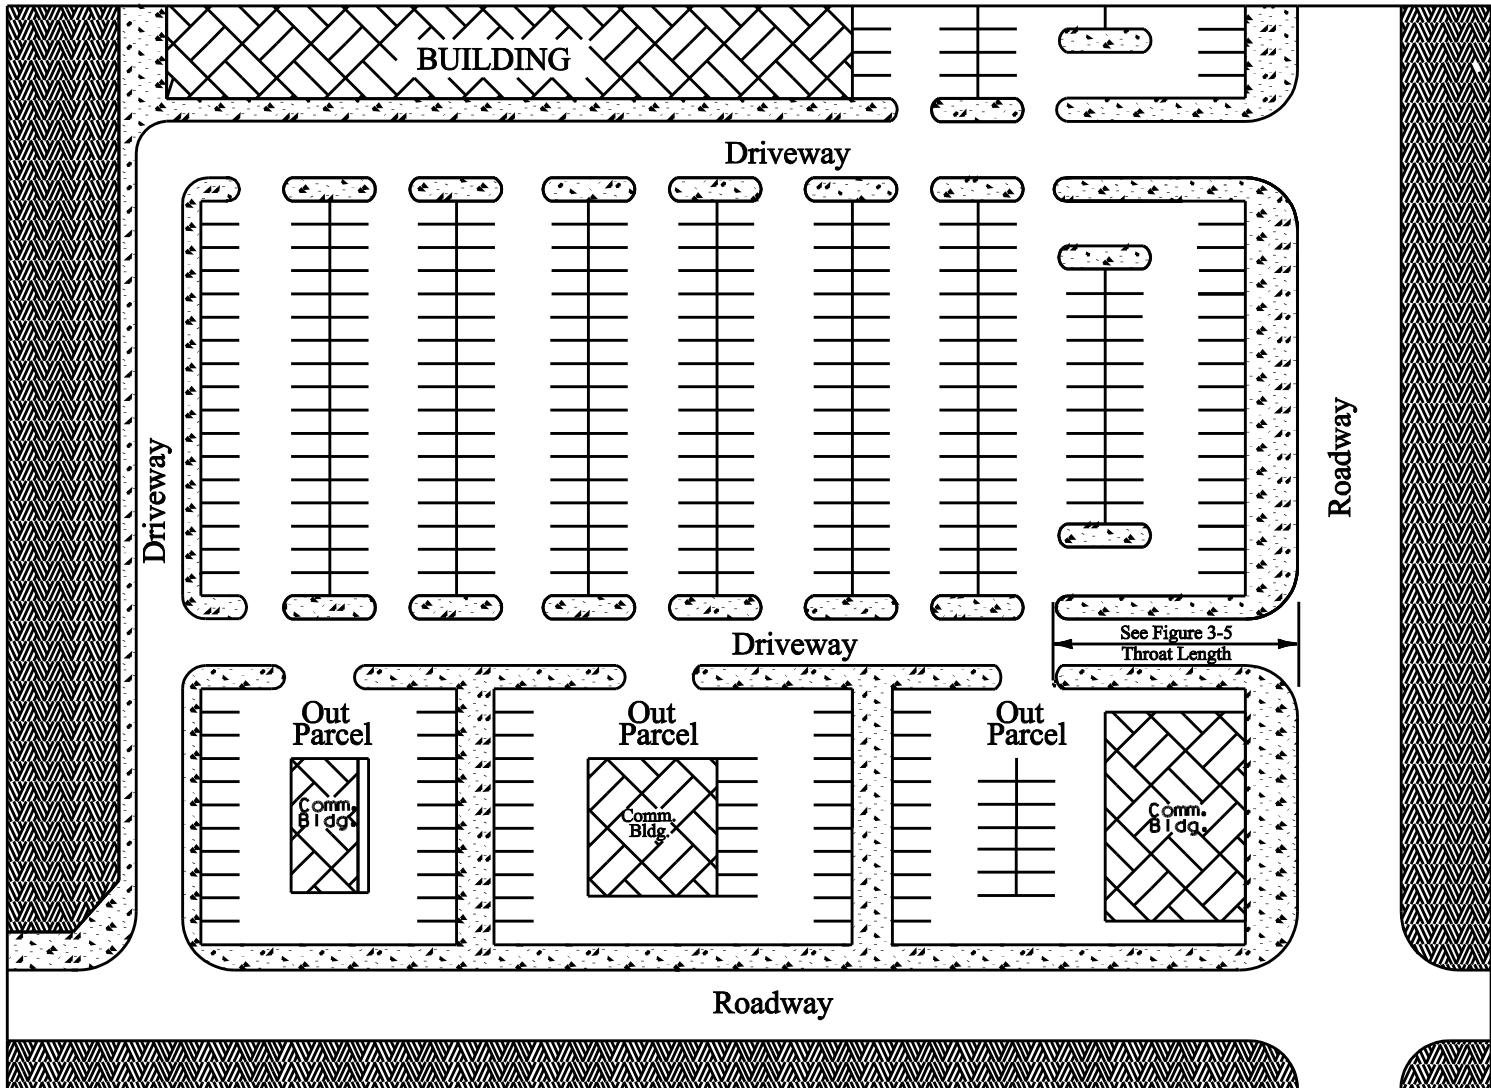 BUILDING
Driveway
Driveway
Roadway
Driveway
See Figure 3-5
Throat Length
Out
Parcel
Out
Parcel
Out
Parcel
Comm.
Bldg.
Comm.
Bldg.
Comm.
Bldg.
Roadway